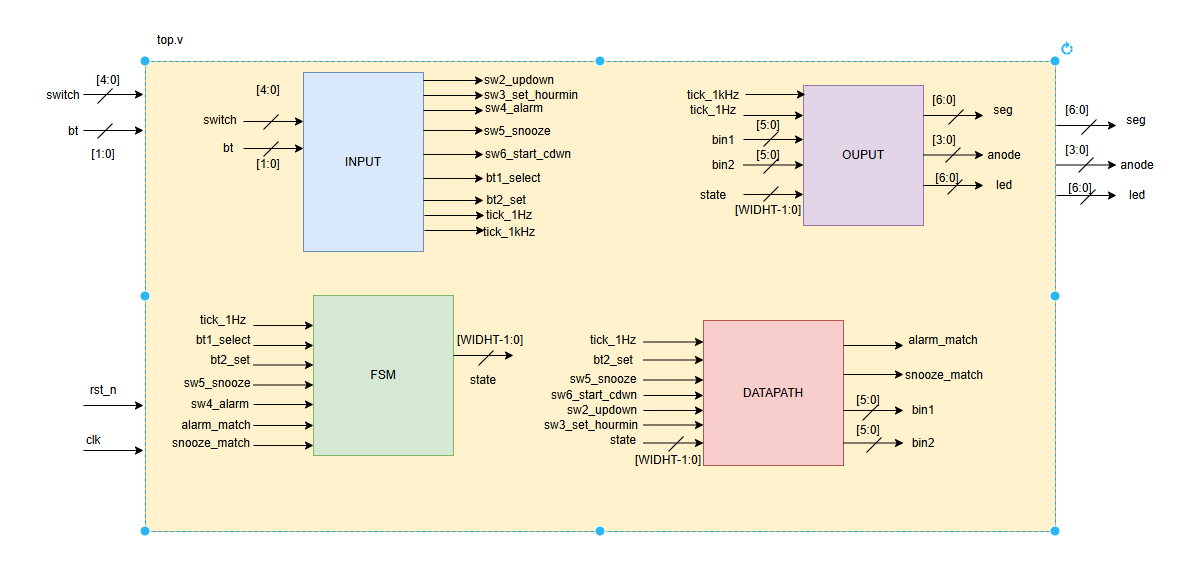 top.v
[4:0]
switch
bt
[1:0]
[4:0]
switch
bt
[1:0]
INPUT
sw2_updown
sw3_set_hourmin
sw4_alarm
sw5_snooze
sw6_start_cdwn
bt1_select
bt2_set
tick_1Hz
tick_1kHz
tick_1kHz
tick_1Hz
[5:0]
bin1
[5:0]
bin2
state
[WIDHT-1:0]
OUPUT
[6:0]
seg
[3:0]
anode
[6:0]
led
[6:0]
seg
[3:0]
anode
[6:0]
led
rst_n
clk
tick_1Hz
bt1_select
bt2_set
sw5_snooze
sw4_alarm
alarm_match
snooze_match
FSM
[WIDHT-1:0]
state
tick_1Hz
bt2_set
sw5_snooze
sw6_start_cdwn
sw2_updown
sw3_set_hourmin
state
[WIDHT-1:0]
DATAPATH
alarm_match
snooze_match
[5:0]
bin1
[5:0]
bin2